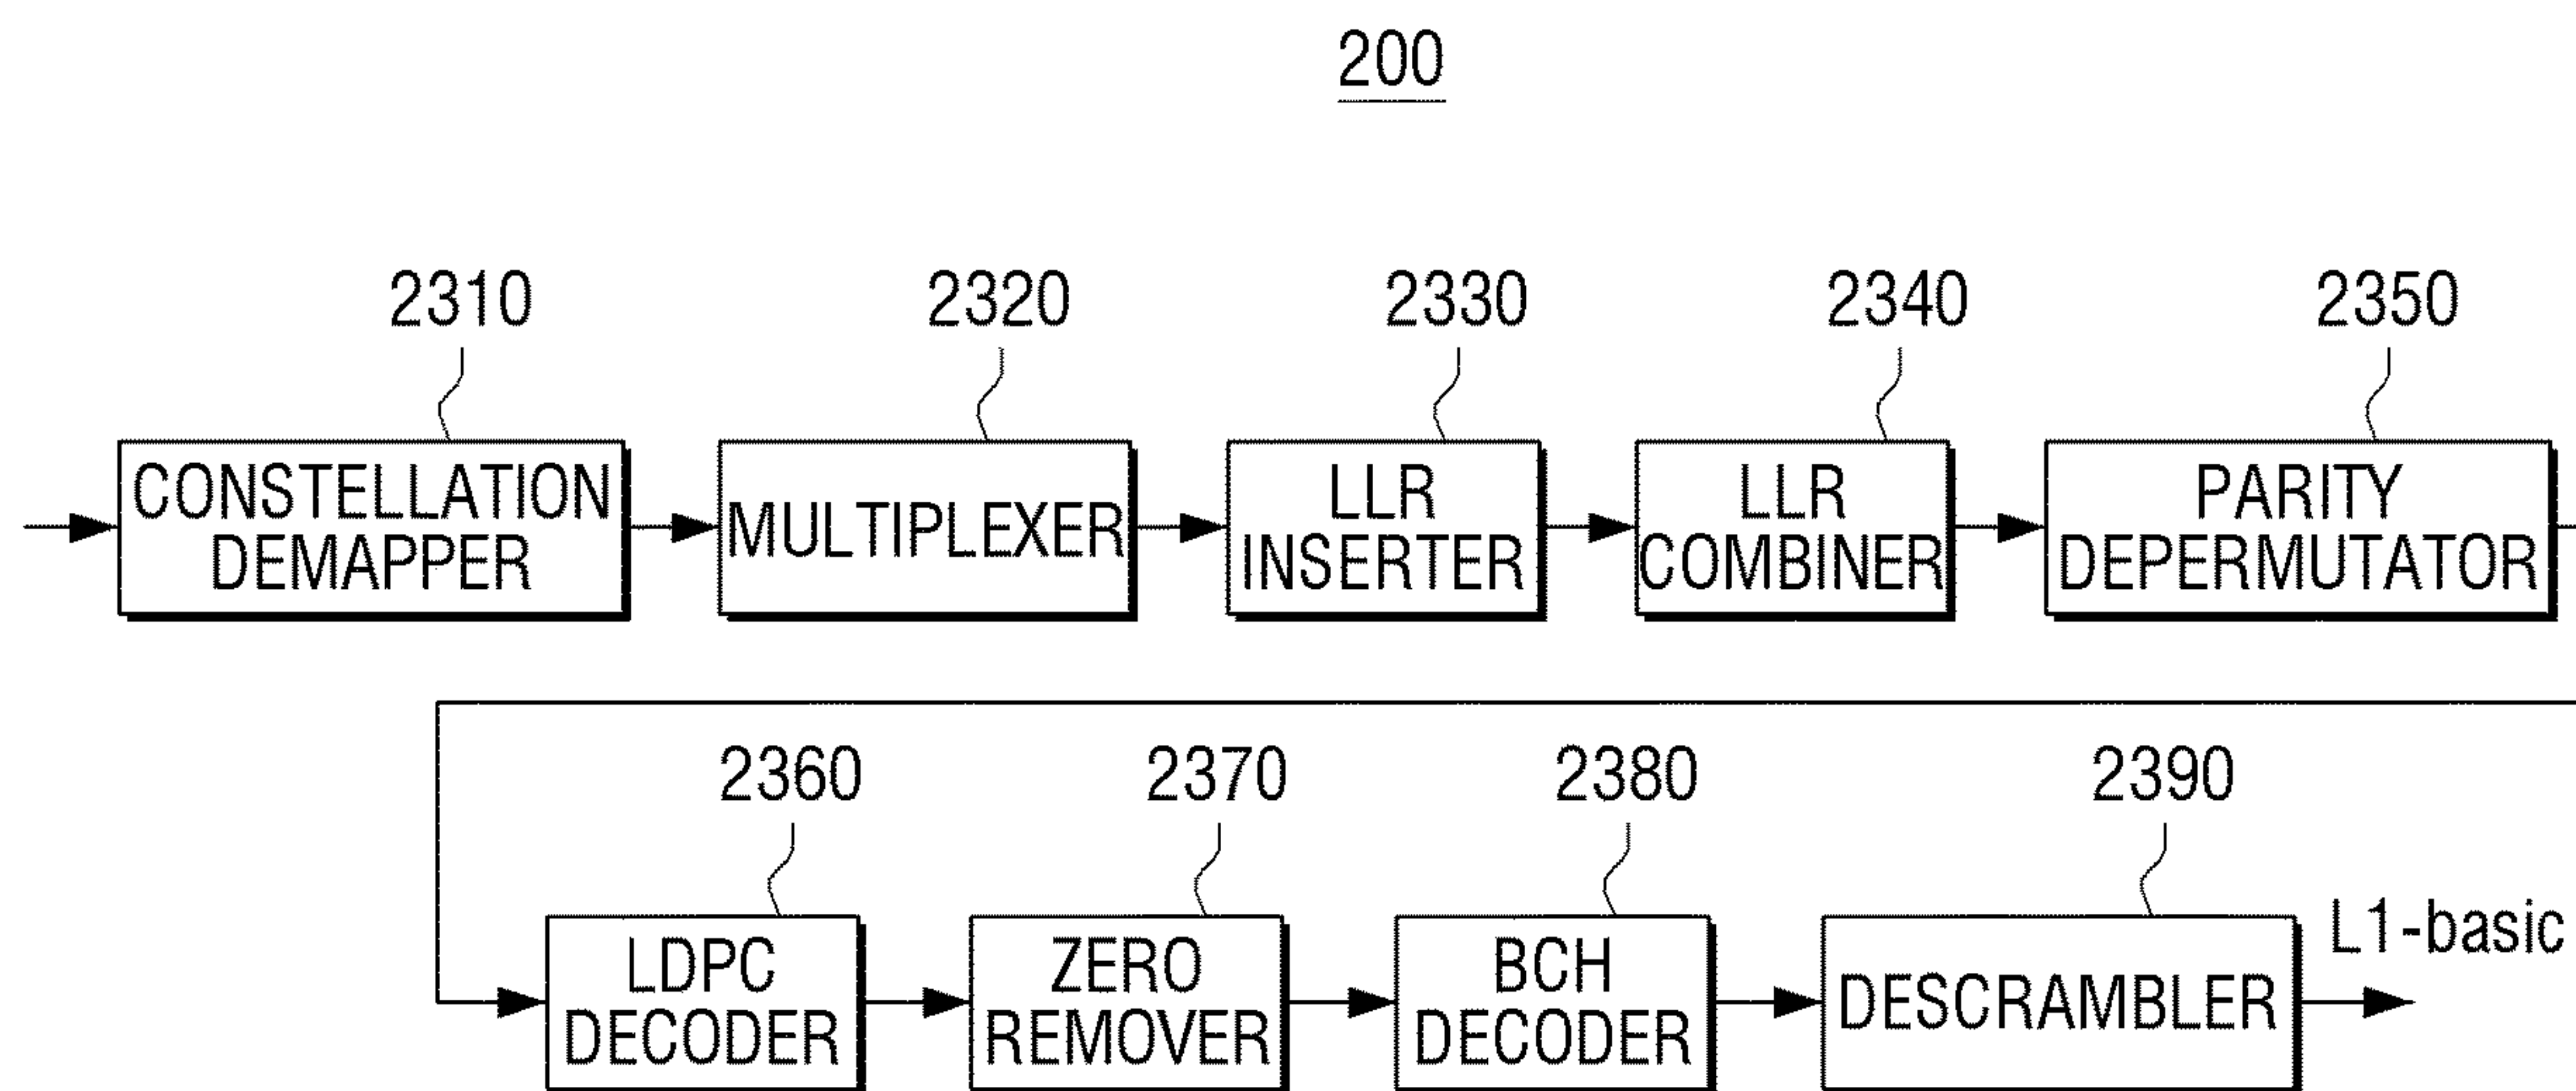 200
2310
2320
2330
2340
2350
CONSTELLATION
DEMAPPER
MULTIPLEXER
LLR
INSERTER
LLR
COMBINER
PARITY
DEPERMUTATOR
2360
2370
2380
2390
LDPC
DECODER
ZERO
REMOVER
BCH
DECODER
DESCRAMBLER
L1-basic